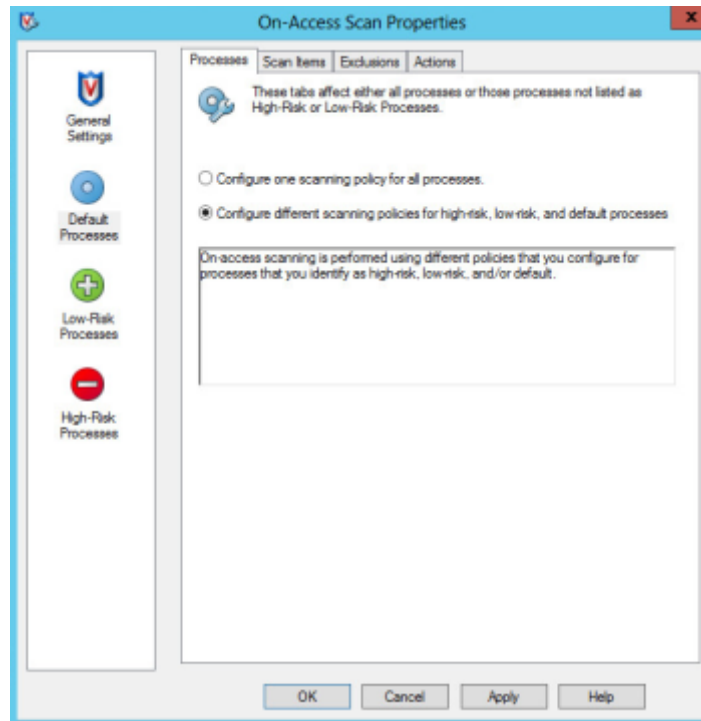 On-Access Scan Properties
x
Processes
Scan Items
Exclusions
Actions
General
Settings
Default
Processes
Low-Risk
Processes
High-Risk
Processes
These tabs affect either all processes or those processes not listed as
High-Risk or Low-Risk Processes.
Configure one scanning policy for all processes.
Configure different scanning policies for high-risk, low-risk, and default processes
On-access scanning is performed using different policies that you configure for
processes that you identify as high-risk, low-risk, and/or default.
OK
Cancel
Apply
Help